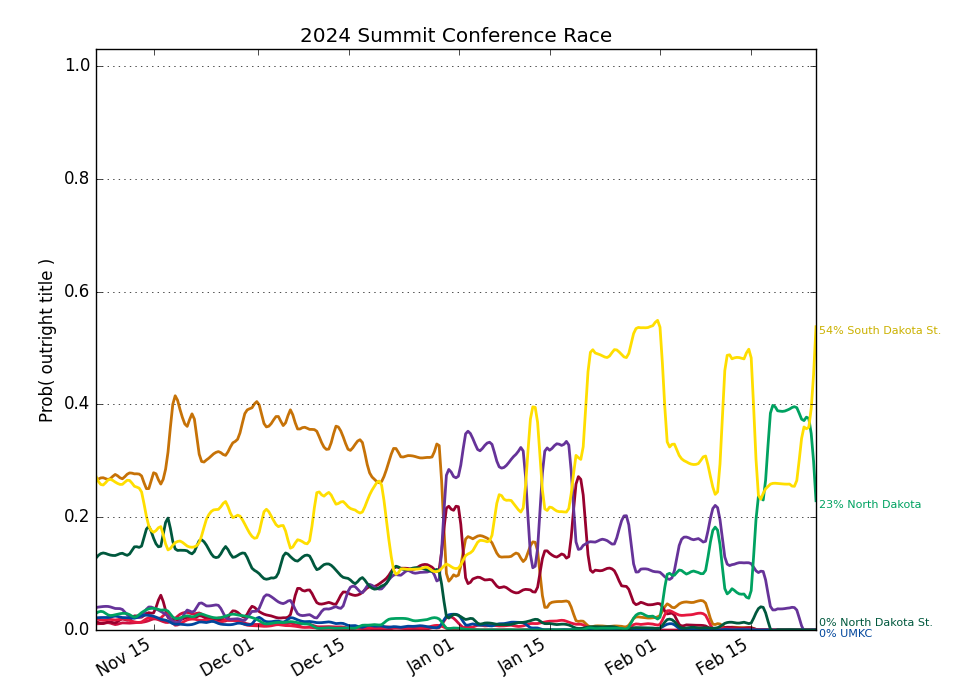 2024 Summit Conference Race
Prob( outright title )
1.0
0.8
0.6
0.4
0.2
0.0
Nov 15
Dec 01
Dec 15
Jan 01
Jan 15
Feb 01
Feb 15
54% South Dakota St.
23% North Dakota
0% North Dakota St.
0% UMKC